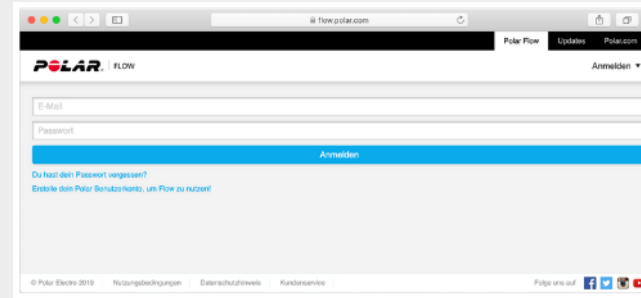 flow.polar.com
Polar Flow Updates Polar.com
POLAR. FLOW
Anmelden
E-Mail
Passwort
Anmelden
Du hast dein Passwort vergessen?
Erstelle dein Polar Benutzerkonto, um Flow zu nutzen!
© Polar Electro 2019 Nutzungsbedingungen Datenschutzhinweis Kundenservice Folge uns auf